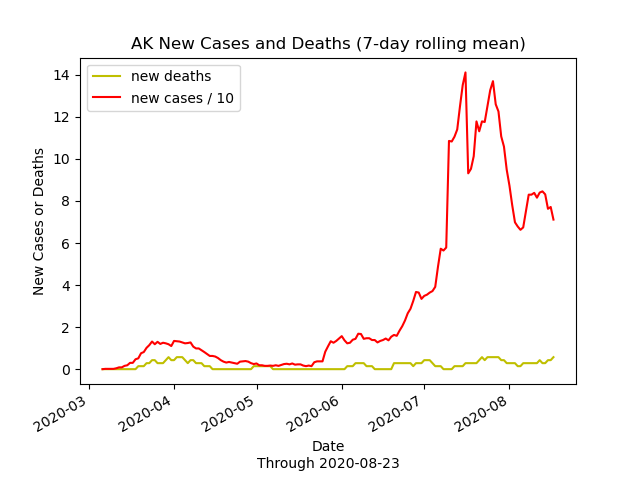 AK New Cases and Deaths (7-day rolling mean)
new deaths
new cases / 10
New Cases or Deaths
14
12
10
8
6
4
2
0
2020-03
2020-04
2020-05
2020-06
2020-07
2020-08
Date
Through 2020-08-23